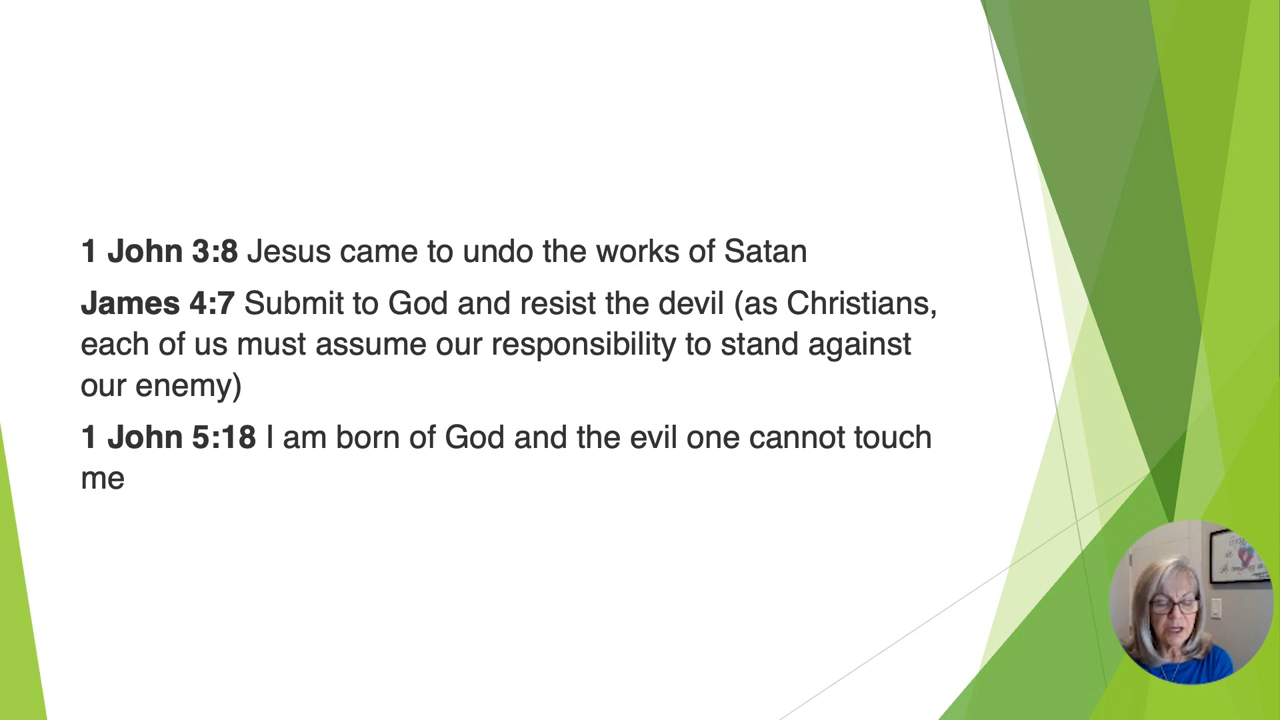 1 John 3:8 Jesus came to undo the works of Satan
James 4:7 Submit to God and resist the devil (as Christians,
each of us must assume our responsibility to stand against
our enemy)
1 John 5:18 I am born of God and the evil one cannot touch
me